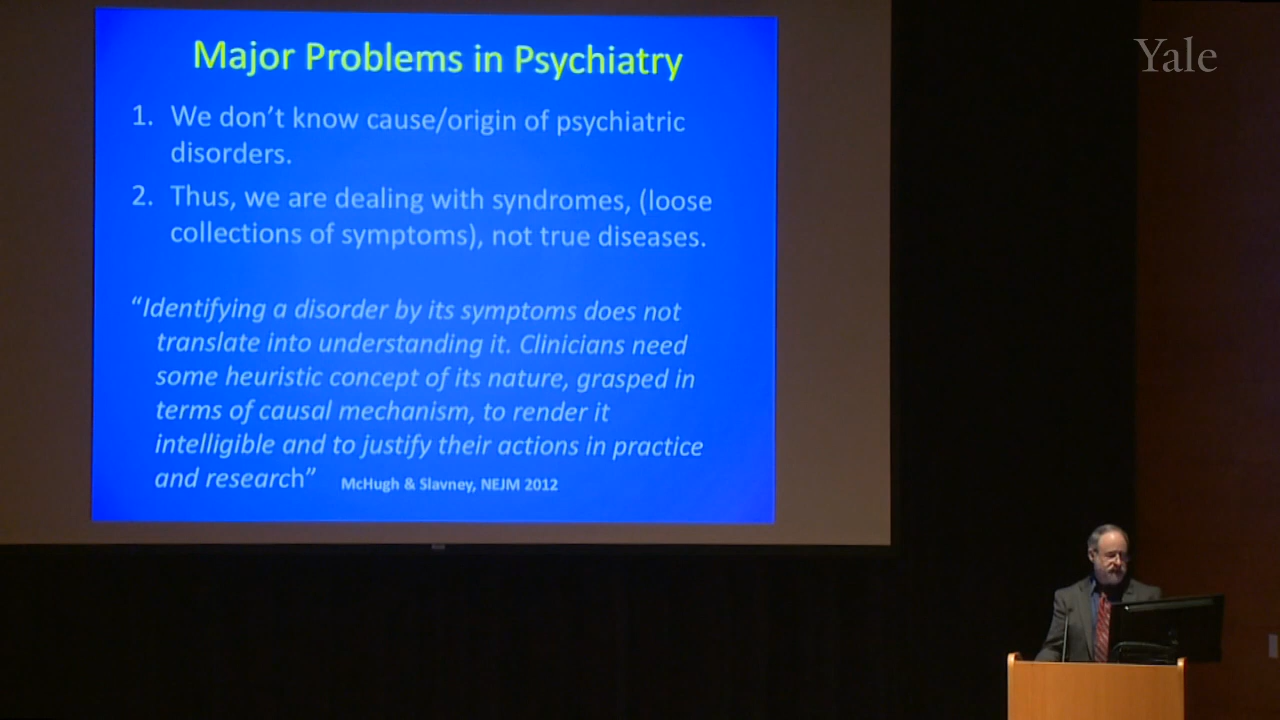 Major Problems in Psychiatry
Yale
1. We don't know cause/origin of psychiatric
disorders.
2. Thus, we are dealing with syndromes, (loose
collections of symptoms), not true diseases.
“Identifying a disorder by its symptoms does not
translate into understanding it. Clinicians need
some heuristic concept of its nature, grasped in
terms of causal mechanism, to render it
intelligible and to justify their actions in practice
and research” McHugh & Slavney, NEJM 2012